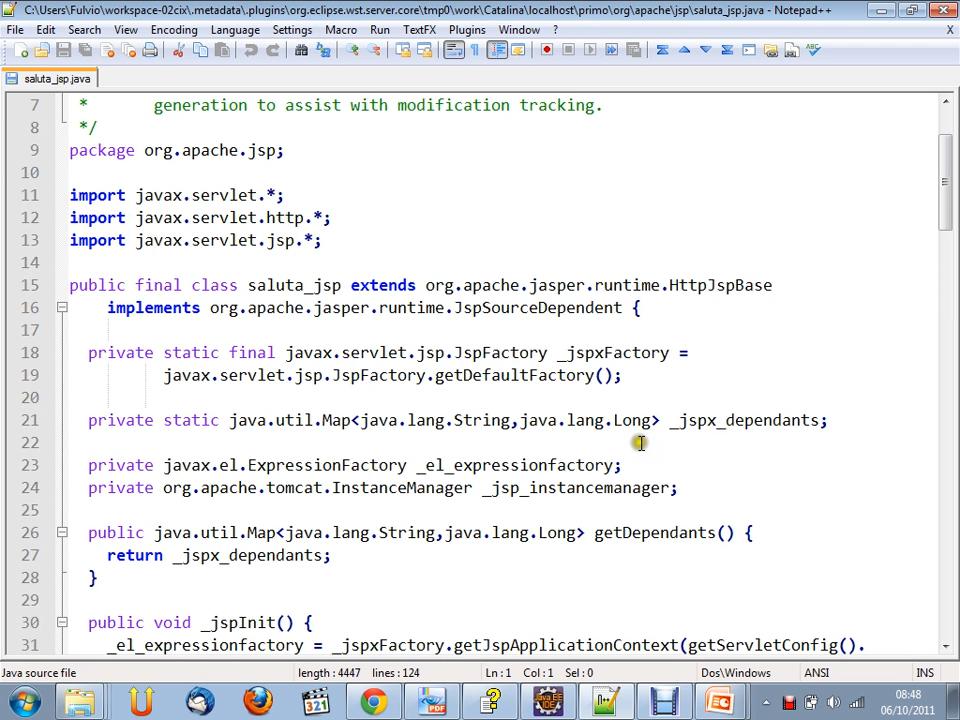 C:\Users\Fulvio\workspace-02cix\.metadata\.plugins\org.eclipse.wst.server.core\tmp0\work\Catalina\localhost\primo\org\apache\jsp\saluta_jsp.java - Notepad++
File Edit Search View Encoding Language Settings Macro Run TextFX Plugins Window ? X
saluta_jsp.java
7 * generation to assist with modification tracking.
8 */
9 package org.apache.jsp;
10
11 import javax.servlet.*;
12 import javax.servlet.http.*;
13 import javax.servlet.jsp.*;
14
15 public final class saluta_jsp extends org.apache.jasper.runtime.HttpJspBase
16 implements org.apache.jasper.runtime.JspSourceDependent {
17
18 private static final javax.servlet.jsp.JspFactory _jspxFactory =
19 javax.servlet.jsp.JspFactory.getDefaultFactory();
20
21 private static java.util.Map<java.lang.String,java.lang.Long> _jspx_dependants;
22
23 private javax.el.ExpressionFactory _el_expressionfactory;
24 private org.apache.tomcat.InstanceManager _jsp_instancemanager;
25
26 public java.util.Map<java.lang.String,java.lang.Long> getDependants() {
27 return _jspx_dependants;
28 }
29
30 public void _jspInit() {
31 _el_expressionfactory = _jspxFactory.getJspApplicationContext(getServletConfig().
Java source file length : 4447 lines : 124 Ln : 1 Col : 1 Sel : 0 Dos\Windows ANSI INS
321
PDF
Java EE
IDE
08:48
06/10/2011